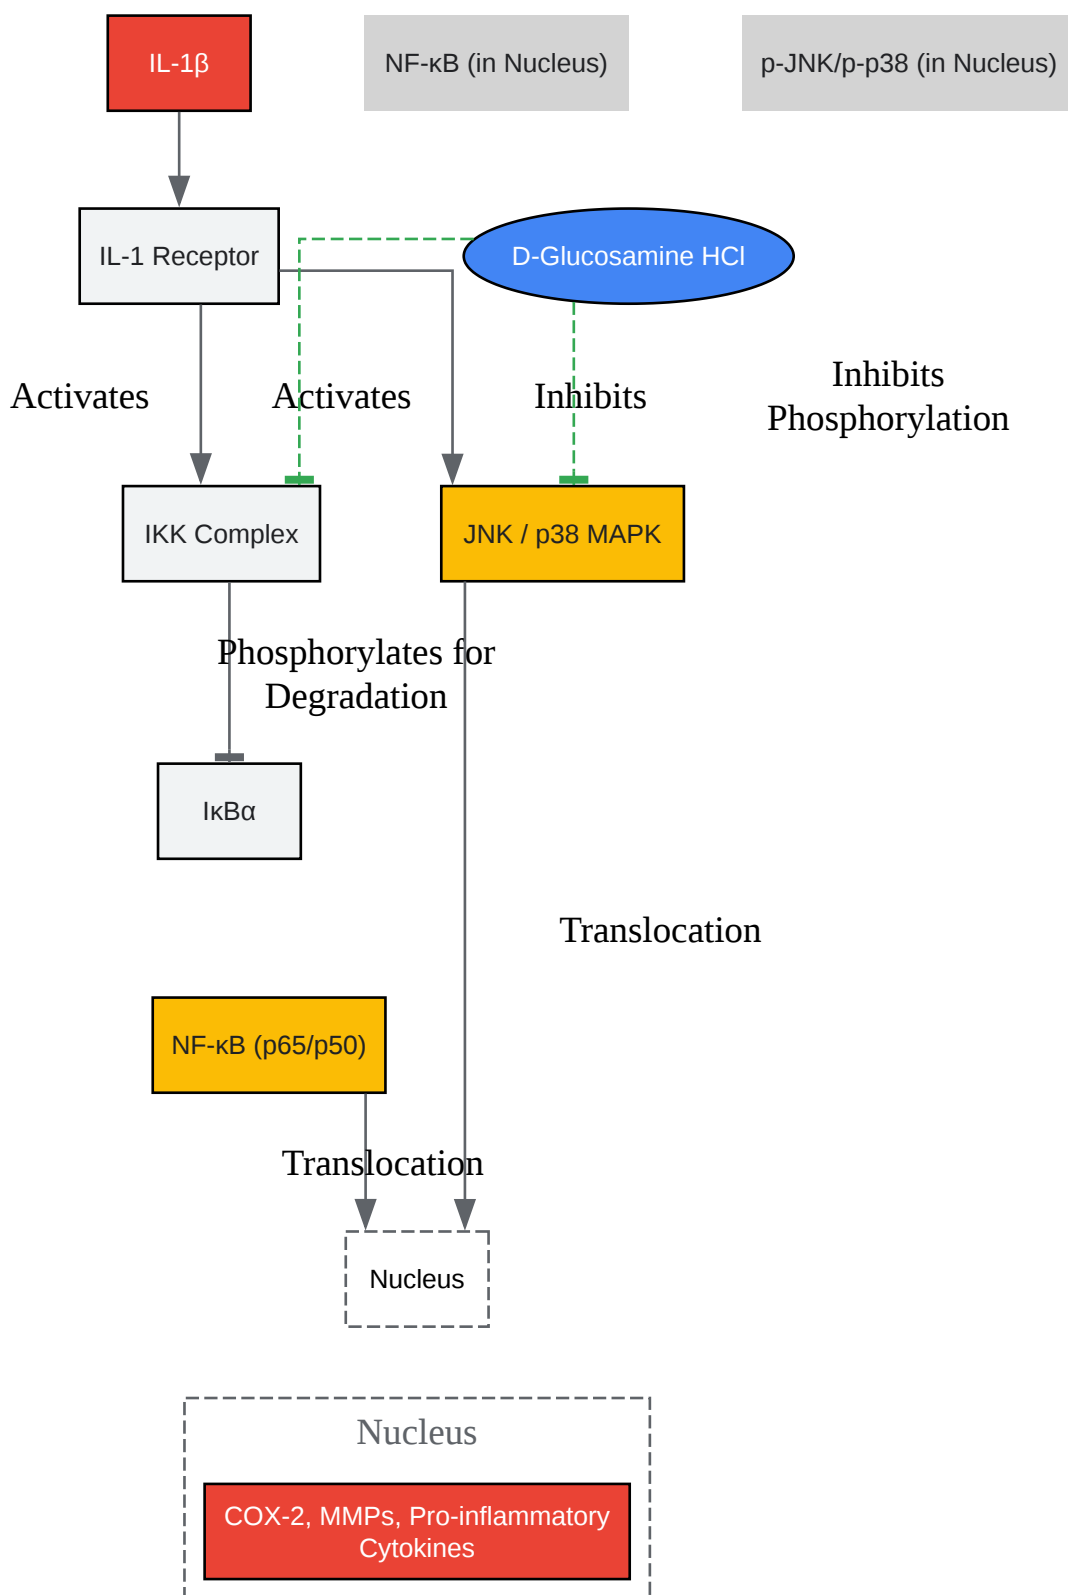 IL-1β
NF-κB (in Nucleus)
p-JNK/p-p38 (in Nucleus)
IL-1 Receptor
D-Glucosamine HCl
Activates
Activates
Inhibits
Inhibits
Phosphorylation
IKK Complex
JNK / p38 MAPK
Phosphorylates for
Degradation
IκBα
Translocation
NF-κB (p65/p50)
Translocation
Nucleus
Nucleus
COX-2, MMPs, Pro-inflammatory
Cytokines